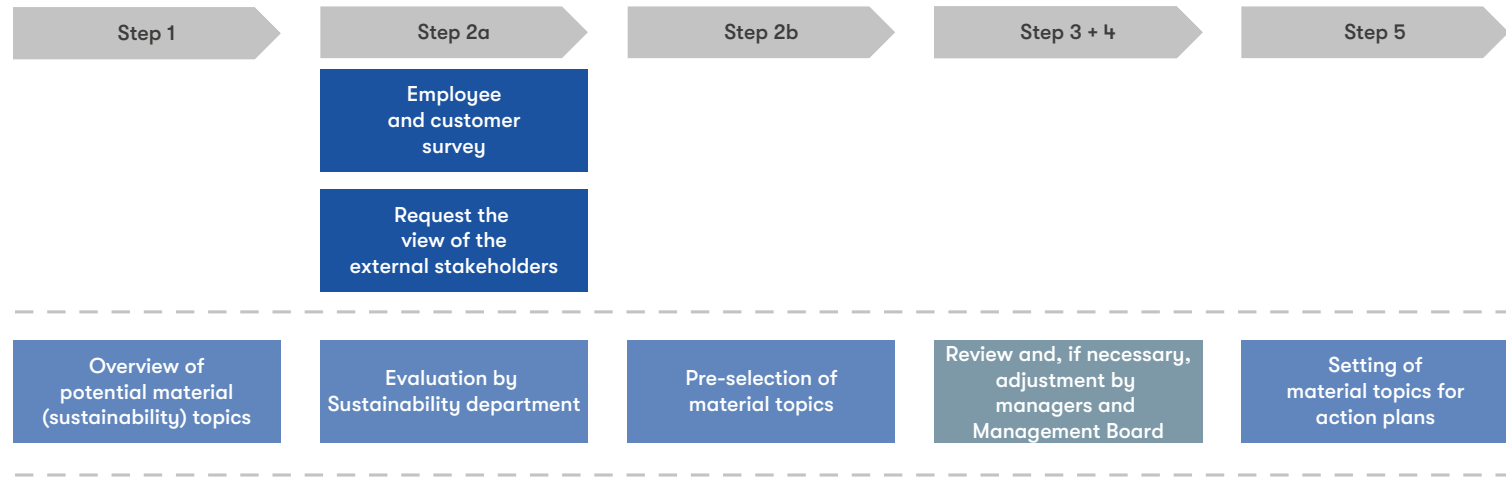 Step 1
Step 2a
Step 2b
Step 3 + 4
Step 5
Employee
and customer
survey
Request the
view of the
external stakeholders
Overview of
potential material
(sustainability) topics
Evaluation by
Sustainability department
Pre-selection of
material topics
Review and, if necessary,
adjustment by
managers and
Management Board
Setting of
material topics for
action plans